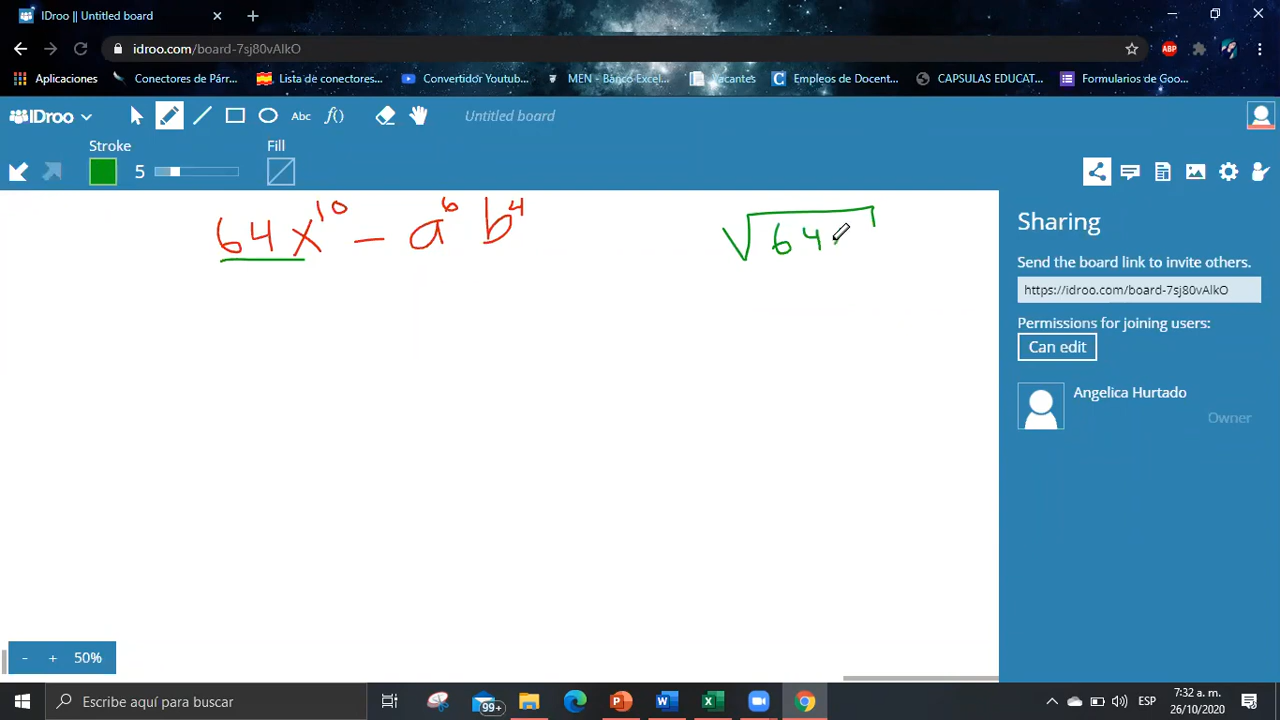 IDroo || Untitled board
idroo.com/board-7sj80vAlkO
ABP
Aplicaciones
Conectores de Párr...
Lista de conectores...
Convertidor Youtub...
MEN - Banco Excel...
Vacantes
Empleos de Docent...
CAPSULAS EDUCAT...
Formularios de Goo...
IDroo
Abc
f()
Untitled board
Stroke
5
Fill
64x¹⁰ - a⁶ b⁴
√64
Sharing
Send the board link to invite others.
https://idroo.com/board-7sj80vAlkO
Permissions for joining users:
Can edit
Angelica Hurtado
Owner
- + 50%
Escribe aquí para buscar
99+
ESP
7:32 a. m.
26/10/2020